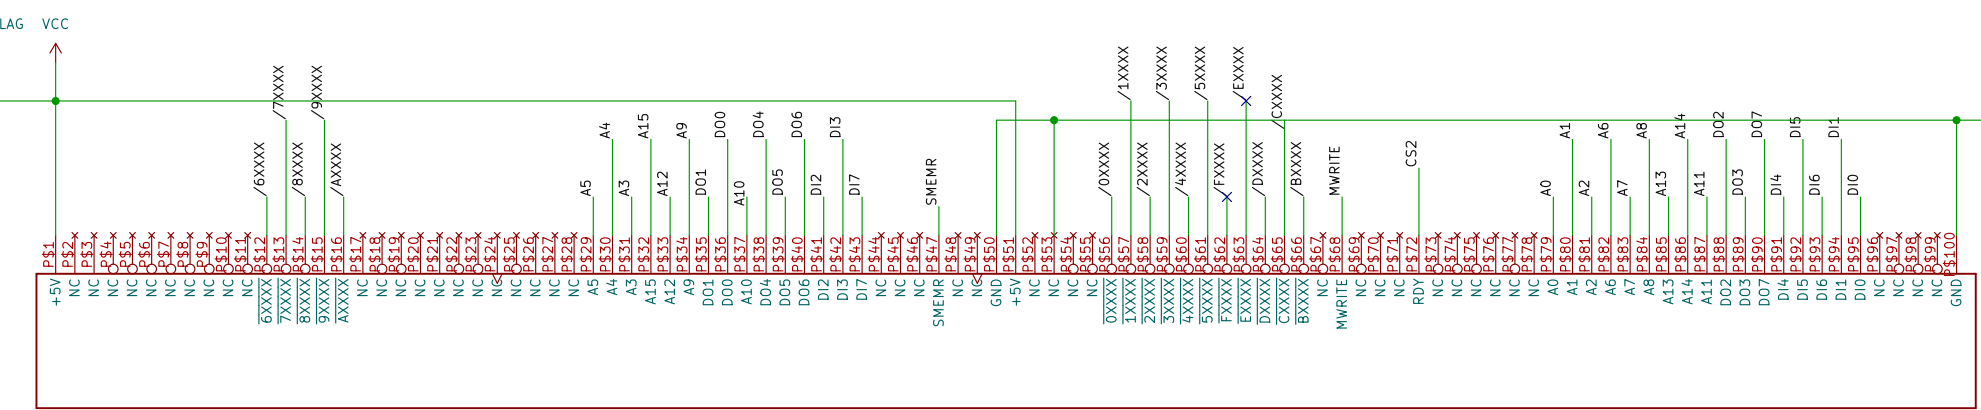 LAG VCC
/1XXXX /3XXXX /5XXXX /EXXXX
/7XXXX /9XXXX /CXXXX
A4 A15 A9 DO0 DO4 DO6 DI3 A1 A6 A8 A14 DO2 DO7 DI5 DI1
/6XXXX /8XXXX /AXXXX /0XXXX /2XXXX /4XXXX /FXXXX /DXXXX /BXXXX MWRITE CS2
A5 A3 A12 DO1 A10 DO5 DI2 DI7 SMEMR A0 A2 A7 A13 A11 DO3 DI4 DI6 DI0
P$1 P$2 P$3 P$4 P$5 P$6 P$7 P$8 P$9 P$10 P$11 P$12 P$13 P$14 P$15 P$16 P$17 P$18 P$19 P$20 P$21 P$22 P$23 P$24 P$25 P$26 P$27 P$28 P$29 P$30 P$31 P$32 P$33 P$34 P$35 P$36 P$37 P$38 P$39 P$40 P$41 P$42 P$43 P$44 P$45 P$46 P$47 P$48 P$49 P$50 P$51 P$52 P$53 P$54 P$55 P$56 P$57 P$58 P$59 P$60 P$61 P$62 P$63 P$64 P$65 P$66 P$67 P$68 P$69 P$70 P$71 P$72 P$73 P$74 P$75 P$76 P$77 P$78 P$79 P$80 P$81 P$82 P$83 P$84 P$85 P$86 P$87 P$88 P$89 P$90 P$91 P$92 P$93 P$94 P$95 P$96 P$97 P$98 P$99 P$100
+5V NC NC NC NC NC NC NC NC NC NC 6XXXX 7XXXX 8XXXX 9XXXX AXXXX NC NC NC NC NC NC NC NC NC NC NC NC A5 A4 A3 A15 A12 A9 DO1 DO0 A10 DO4 DO5 DO6 DI2 DI3 DI7 NC NC NC SMEMR NC NC GND +5V NC NC NC NC 0XXXX 1XXXX 2XXXX 3XXXX 4XXXX 5XXXX FXXXX EXXXX DXXXX CXXXX BXXXX NC MWRITE NC NC NC RDY NC NC NC NC NC NC A0 A1 A2 A6 A7 A8 A13 A14 A11 DO2 DO3 DO7 DI4 DI5 DI6 DI1 DI0 NC NC NC NC GND